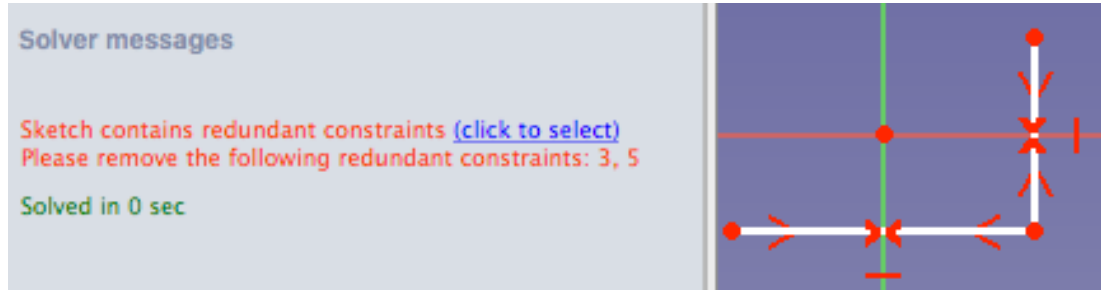 Solver messages
Sketch contains redundant constraints (click to select)
Please remove the following redundant constraints: 3, 5
Solved in 0 sec